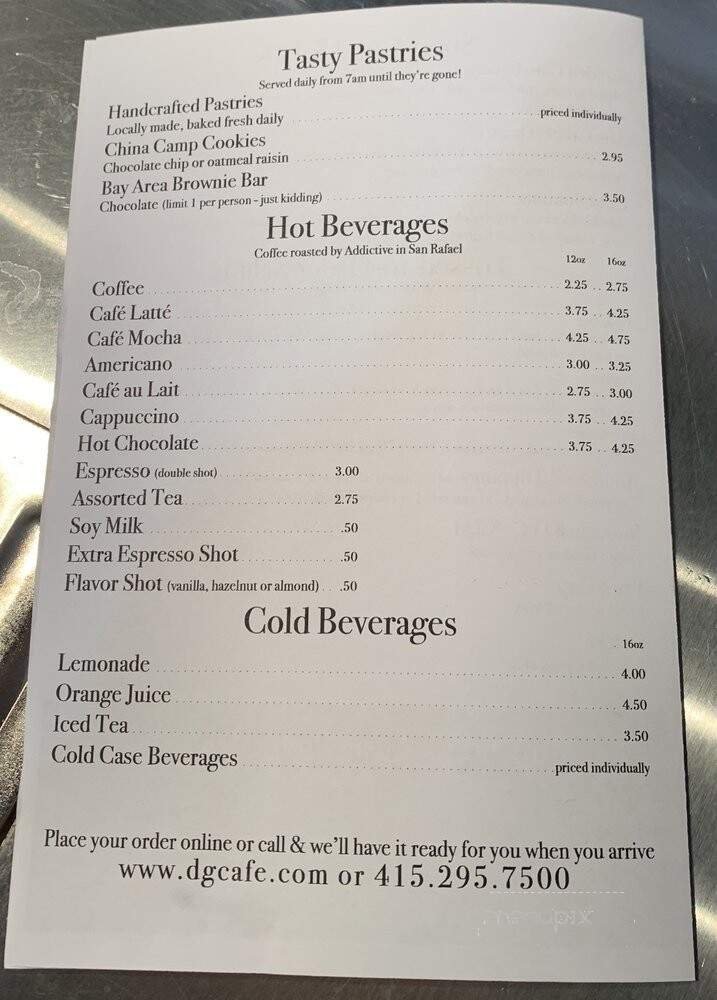 Tasty Pastries
Served daily from 7am until they're gone!
Handcrafted Pastries
Locally made, baked fresh daily priced individually
China Camp Cookies
Chocolate chip or oatmeal raisin 2.95
Bay Area Brownie Bar
Chocolate (limit 1 per person - just kidding) 3.50
Hot Beverages
Coffee roasted by Addictive in San Rafael
12oz 16oz
Coffee 2.25 .. 2.75
Café Latté 3.75 .. 4.25
Café Mocha 4.25 .. 4.75
Americano 3.00 .. 3.25
Café au Lait 2.75 .. 3.00
Cappuccino 3.75 .. 4.25
Hot Chocolate 3.75 .. 4.25
Espresso (double shot) 3.00
Assorted Tea 2.75
Soy Milk .50
Extra Espresso Shot .50
Flavor Shot (vanilla, hazelnut or almond) .50
Cold Beverages
16oz
Lemonade 4.00
Orange Juice 4.50
Iced Tea 3.50
Cold Case Beverages priced individually
Place your order online or call & we'll have it ready for you when you arrive
www.dgcafe.com or 415.295.7500
menupix